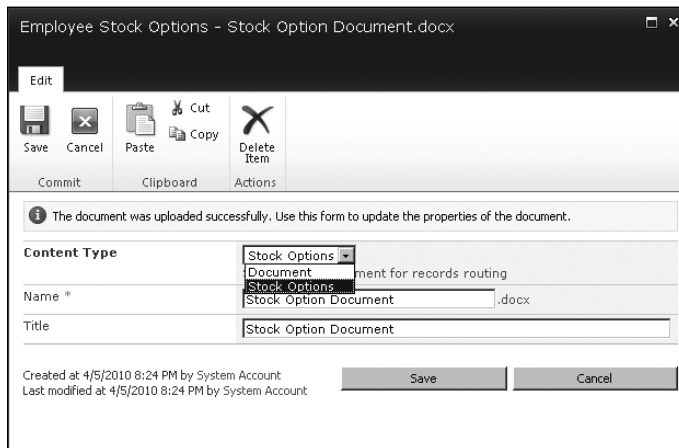 Employee Stock Options - Stock Option Document.docx
Edit
Save
Cancel
Paste
Cut
Copy
Delete Item
Commit
Clipboard
Actions
The document was uploaded successfully. Use this form to update the properties of the document.
Content Type
Stock Options
Document
ment for records routing
Stock Options
Name *
Stock Option Document
.docx
Title
Stock Option Document
Created at 4/5/2010 8:24 PM by System Account
Last modified at 4/5/2010 8:24 PM by System Account
Save
Cancel